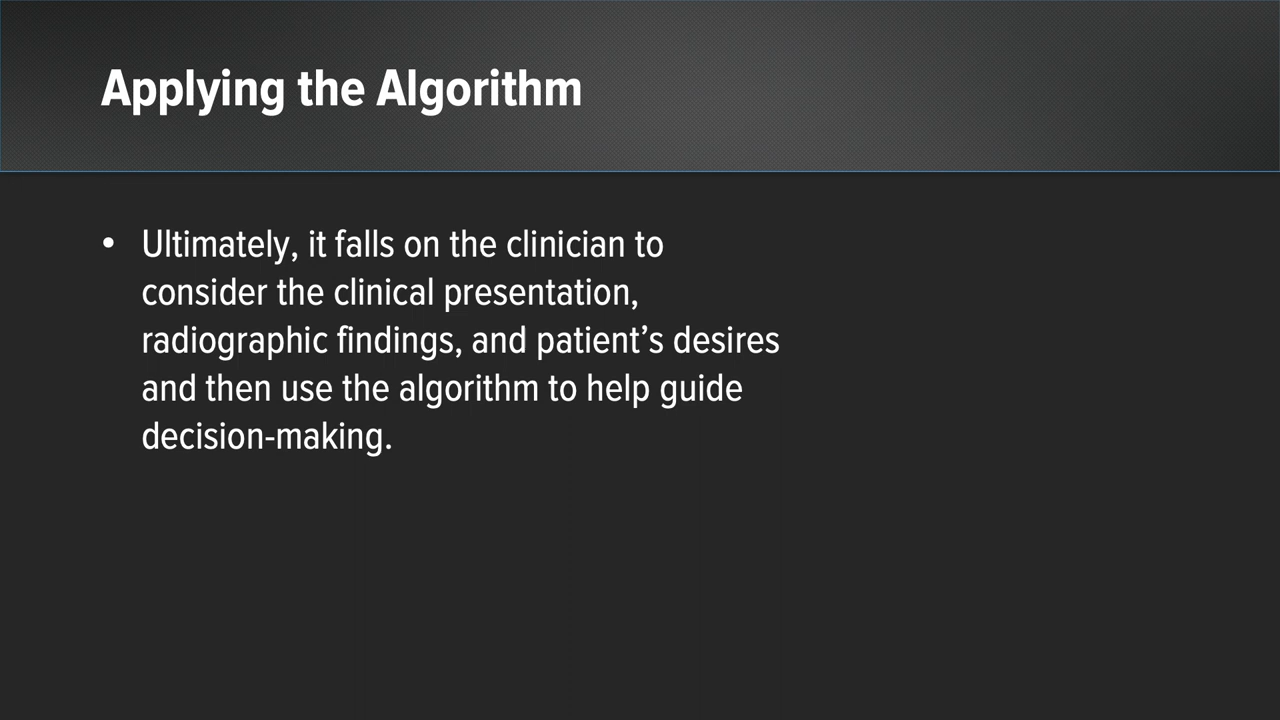 Applying the Algorithm
• Ultimately, it falls on the clinician to
consider the clinical presentation,
radiographic findings, and patient’s desires
and then use the algorithm to help guide
decision-making.